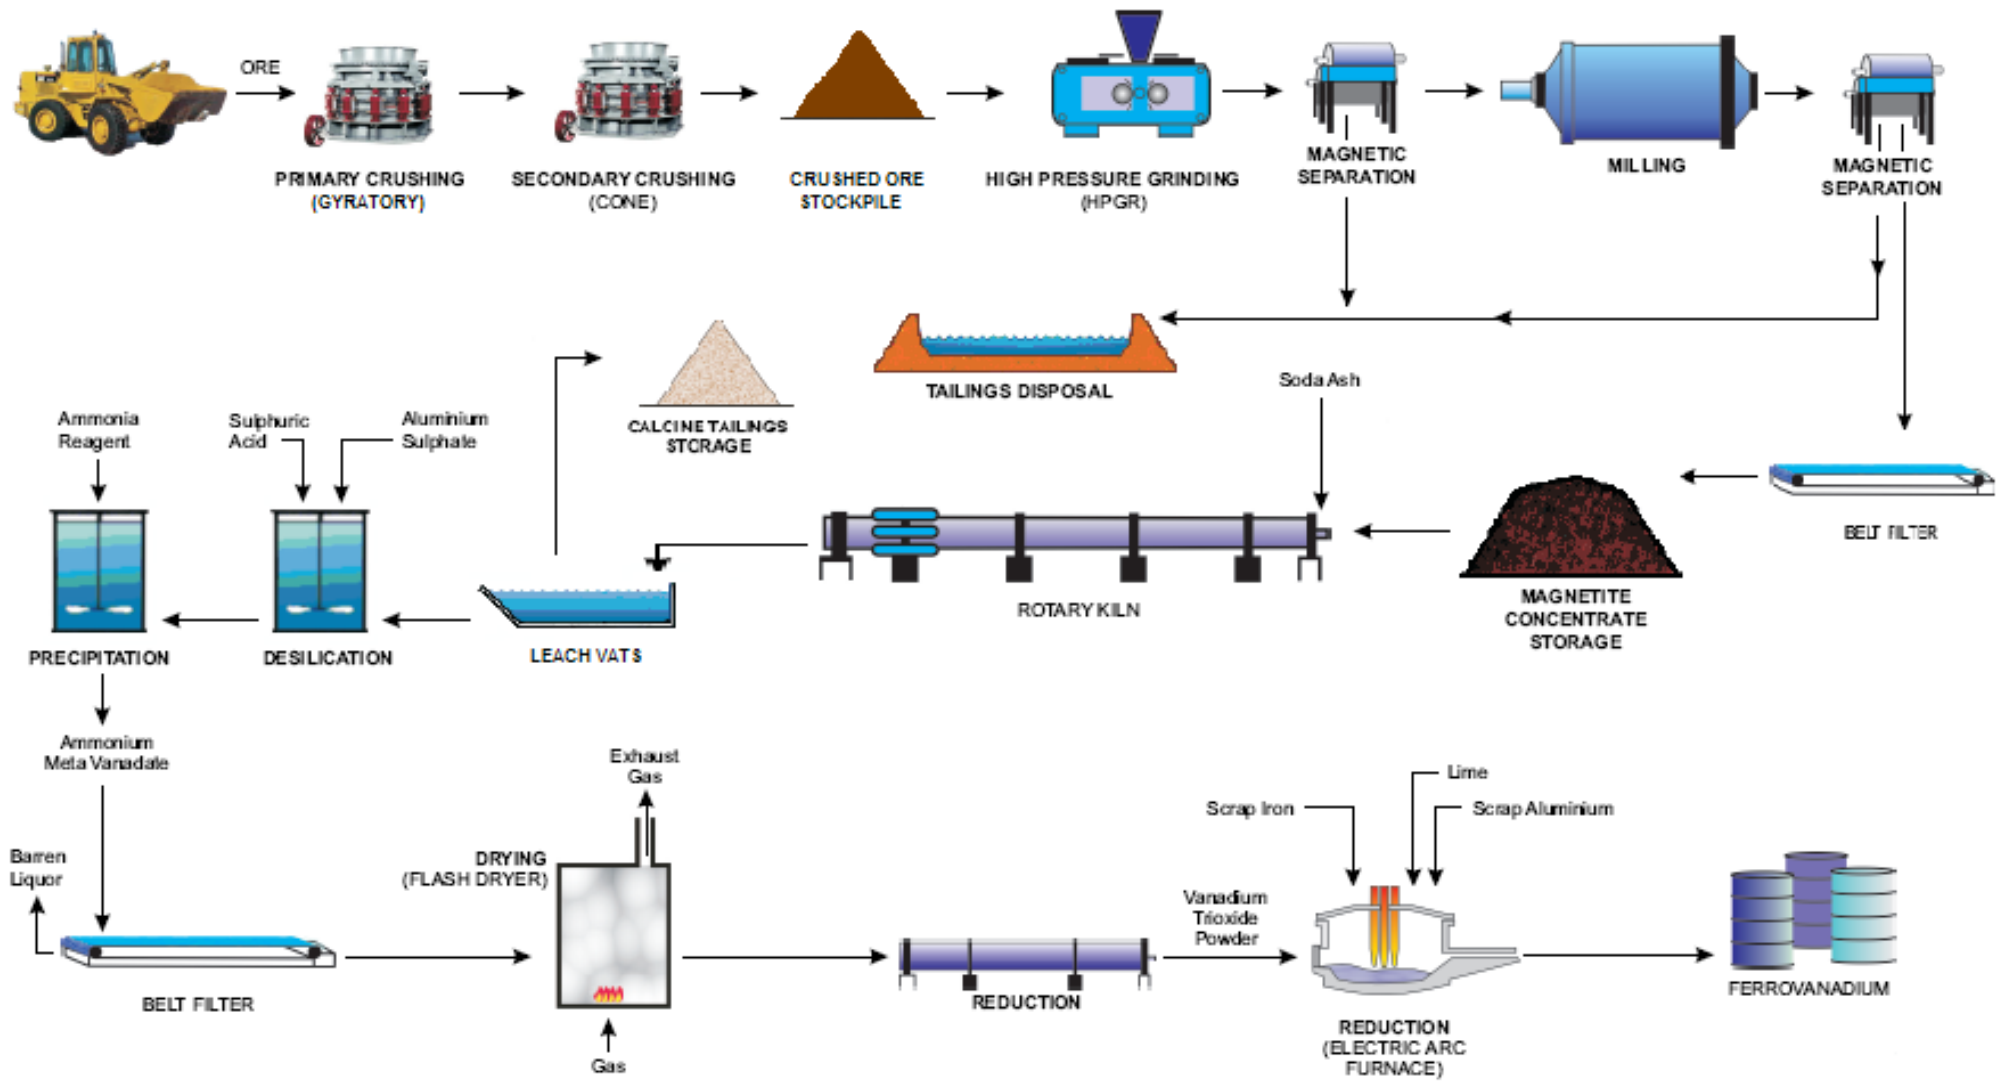 ORE
PRIMARY CRUSHING
(GYRATORY)
SECONDARY CRUSHING
(CONE)
CRUSHED ORE
STOCKPILE
HIGH PRESSURE GRINDING
(HPGR)
MAGNETIC
SEPARATION
MILLING
MAGNETIC
SEPARATION
TAILINGS DISPOSAL
Soda Ash
CALCINE TAILINGS
STORAGE
Ammonia
Reagent
Sulphuric
Acid
Aluminium
Sulphate
BELT FILTER
MAGNETITE
CONCENTRATE
STORAGE
ROTARY KILN
LEACH VATS
DESILICATION
PRECIPITATION
Ammonium
Meta Vanadate
Barren
Liquor
BELT FILTER
Exhaust
Gas
DRYING
(FLASH DRYER)
Gas
REDUCTION
Vanadium
Trioxide
Powder
Scrap Iron
Lime
Scrap Aluminium
REDUCTION
(ELECTRIC ARC
FURNACE)
FERROVANADIUM